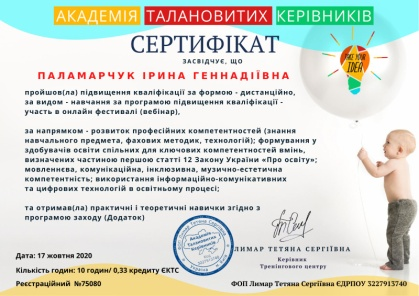 АКАДЕМІЯ ТАЛАНОВИТИХ КЕРІВНИКІВ
СЕРТИФІКАТ
ЗАСВІДЧУЄ, ЩО
ПАЛАМАРЧУК ІРИНА ГЕННАДІЇВНА
пройшов(ла) підвищення кваліфікації за формою - дистанційно,
за видом - навчання за програмою підвищення кваліфікації -
участь в онлайн фестивалі (вебінар),
за напрямком - розвиток професійних компетентностей (знання
навчального предмета, фахових методик, технологій); формування у
здобувачів освіти спільних для ключових компетентностей вмінь,
визначених частиною першою статті 12 Закону України «Про освіту»;
мовленнєва, комунікаційна, інклюзивна, музично-естетична
компетентність; використання інформаційно-комунікативних
та цифрових технологій в освітньому процесі;
та отримав(ла) практичні і теоретичні навички згідно з
програмою заходу (Додаток)
TAKE YOUR
IDEA
Академія
Талановитих
Керівників
ЛИМАР ТЕТЯНА СЕРГІЇВНА
Керівник
Тренінгового центру
Дата: 17 жовтня 2020
Кількість годин: 10 годин/ 0,33 кредиту ЄКТС
Реєстраційний №75080
ФОП Лимар Тетяна Сергіївна ЄДРПОУ 3227913740